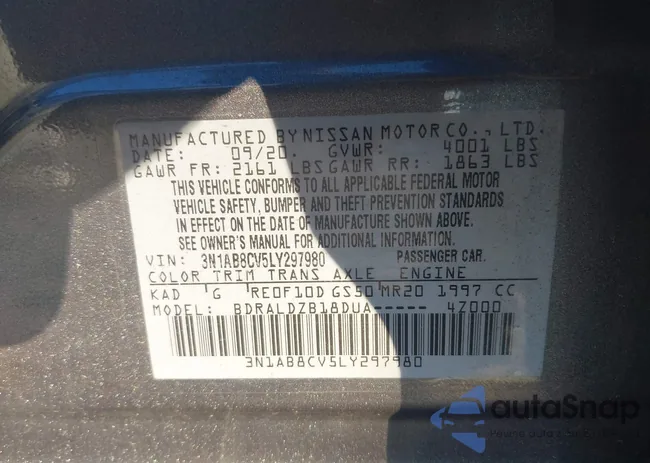 MANUFACTURED BY NISSAN MOTOR CO., LTD.
DATE: 09/20. GVWR: 4001 LBS
GAWR FR: 2161 LBS GAWR RR: 1863 LBS
THIS VEHICLE CONFORMS TO ALL APPLICABLE FEDERAL MOTOR
VEHICLE SAFETY, BUMPER AND THEFT PREVENTION STANDARDS
IN EFFECT ON THE DATE OF MANUFACTURE SHOWN ABOVE.
SEE OWNER'S MANUAL FOR ADDITIONAL INFORMATION.
VIN: 3N1AB8CV5LY297980 PASSENGER CAR.
COLOR TRIM TRANS AXLE ENGINE
KAD G RE0F10D GS50 MR20 1997 CC
MODEL: BDRALDZB18DUA----- 4Z000
3N1AB8CV5LY297980
autoSnap